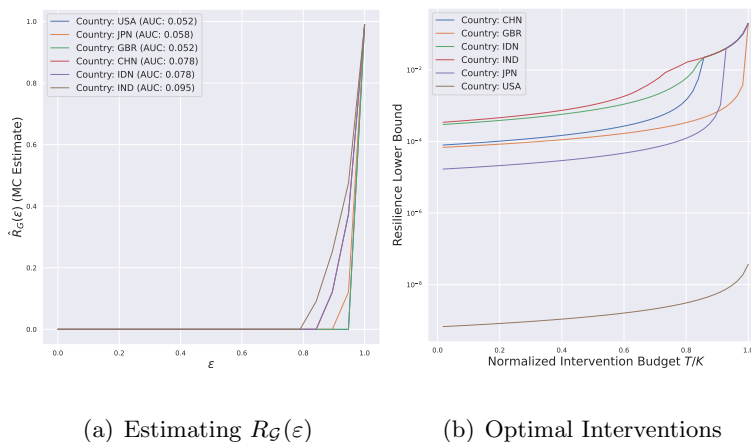 Country: USA (AUC: 0.052)
Country: JPN (AUC: 0.058)
Country: GBR (AUC: 0.052)
Country: CHN (AUC: 0.078)
Country: IDN (AUC: 0.078)
Country: IND (AUC: 0.095)
1.0
0.8
0.6
0.4
0.2
0.0
R̂_G(ε) (MC Estimate)
0.0 0.2 0.4 0.6 0.8 1.0
ε
Country: CHN
Country: GBR
Country: IDN
Country: IND
Country: JPN
Country: USA
10⁻²
10⁻⁴
10⁻⁶
10⁻⁸
Resilience Lower Bound
0.0 0.2 0.4 0.6 0.8 1.0
Normalized Intervention Budget T/K
(a) Estimating R_G(ε)
(b) Optimal Interventions